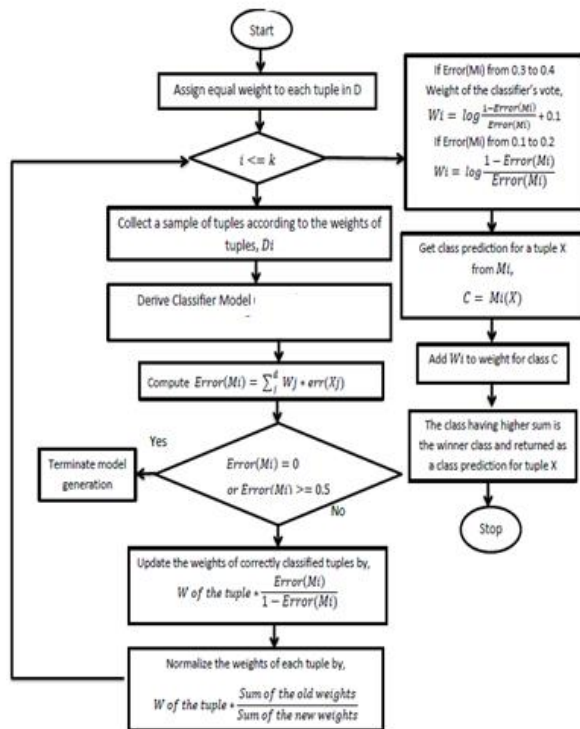 Start
Assign equal weight to each tuple in D
i <= k
Collect a sample of tuples according to the weights of
tuples, Di
Derive Classifier Model
Compute Error(Mi) = ∑_i^d Wj * err(Xj)
Yes
Error(Mi) = 0
or Error(Mi) >= 0.5
Terminate model
generation
No
Update the weights of correctly classified tuples by,
W of the tuple * Error(Mi) / 1 − Error(Mi)
Normalize the weights of each tuple by,
W of the tuple * Sum of the old weights / Sum of the new weights
If Error(Mi) from 0.3 to 0.4
Weight of the classifier's vote,
Wi = log 1−Error(Mi) / Error(Mi) + 0.1
If Error(Mi) from 0.1 to 0.2
Wi = log 1 − Error(Mi) / Error(Mi)
Get class prediction for a tuple X
from Mi,
C = Mi(X)
Add Wi to weight for class C
The class having higher sum is
the winner class and returned as
a class prediction for tuple X
Stop